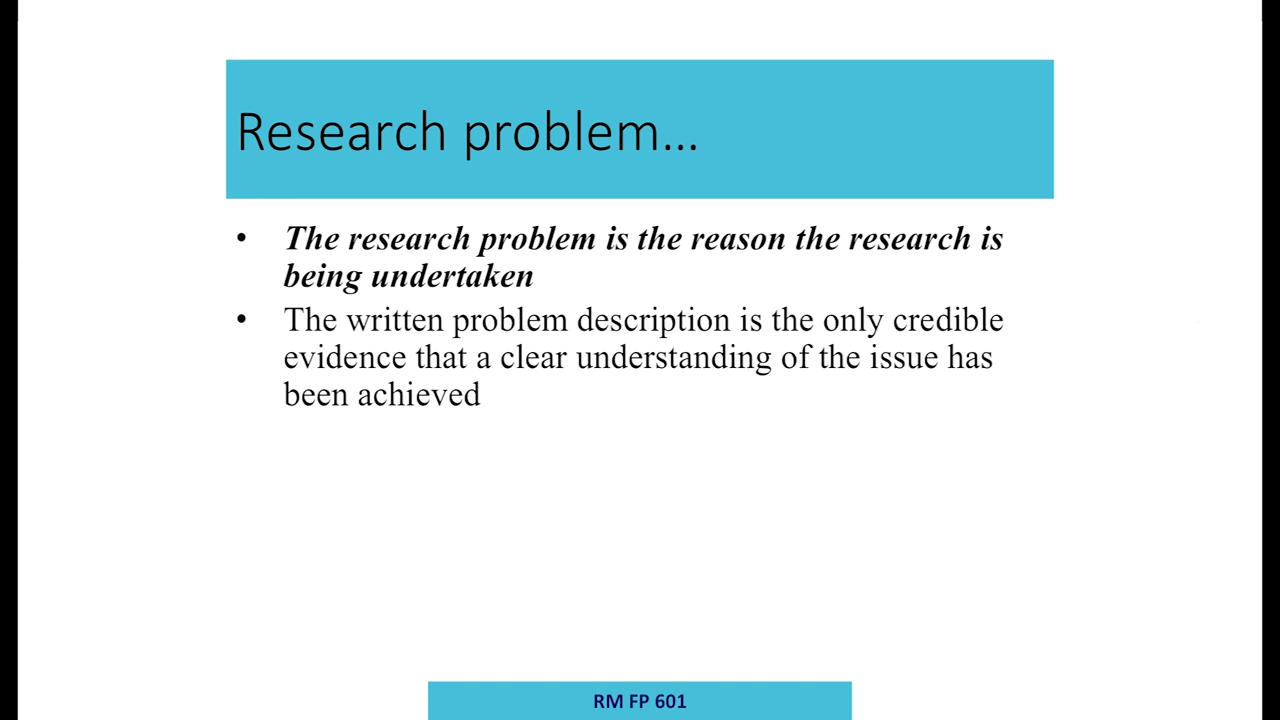 Research problem...
• The research problem is the reason the research is
being undertaken
• The written problem description is the only credible
evidence that a clear understanding of the issue has
been achieved
RM FP 601